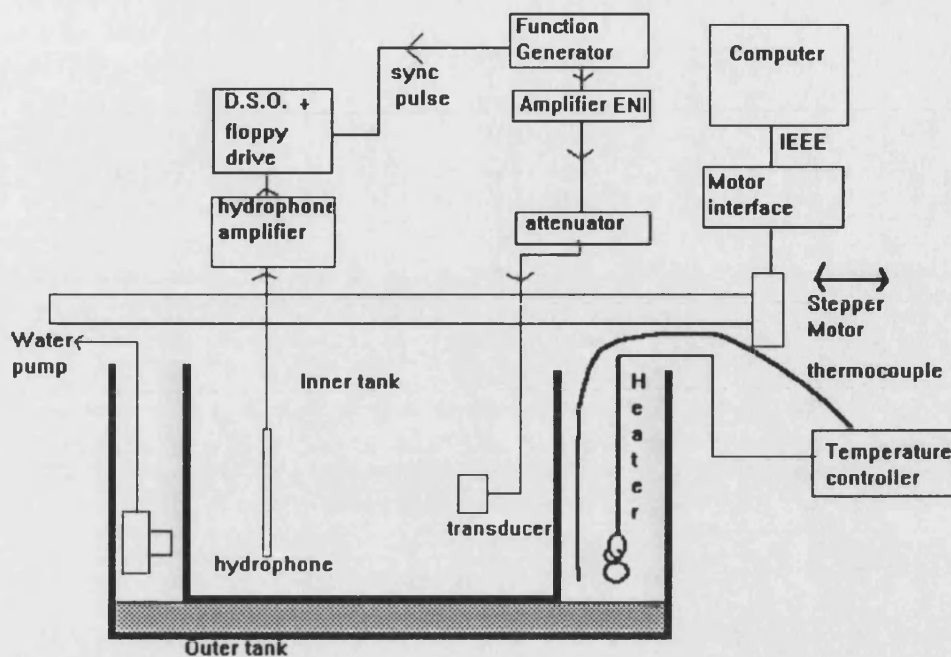 Function
Generator
Computer
sync
pulse
D.S.O. +
floppy
drive
Amplifier ENI
IEEE
Motor
interface
hydrophone
amplifier
attenuator
Stepper
Motor
Water
pump
Inner tank
Heater
thermocouple
Temperature
controller
transducer
hydrophone
Outer tank